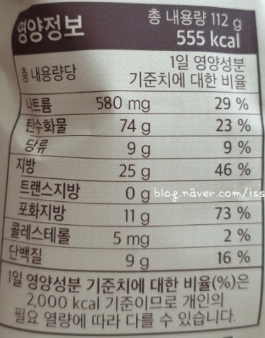 영양정보
총 내용량 112 g
555 kcal
총 내용량당
1일 영양성분
기준치에 대한 비율
나트륨 580 mg 29 %
탄수화물 74 g 23 %
당류 9 g 9 %
지방 25 g 46 %
트랜스지방 0 g
blog.naver.com/iss
포화지방 11 g 73 %
콜레스테롤 5 mg 2 %
단백질 9 g 16 %
1일 영양성분 기준치에 대한 비율(%)은
2,000 kcal 기준이므로 개인의
필요 열량에 따라 다를 수 있습니다.